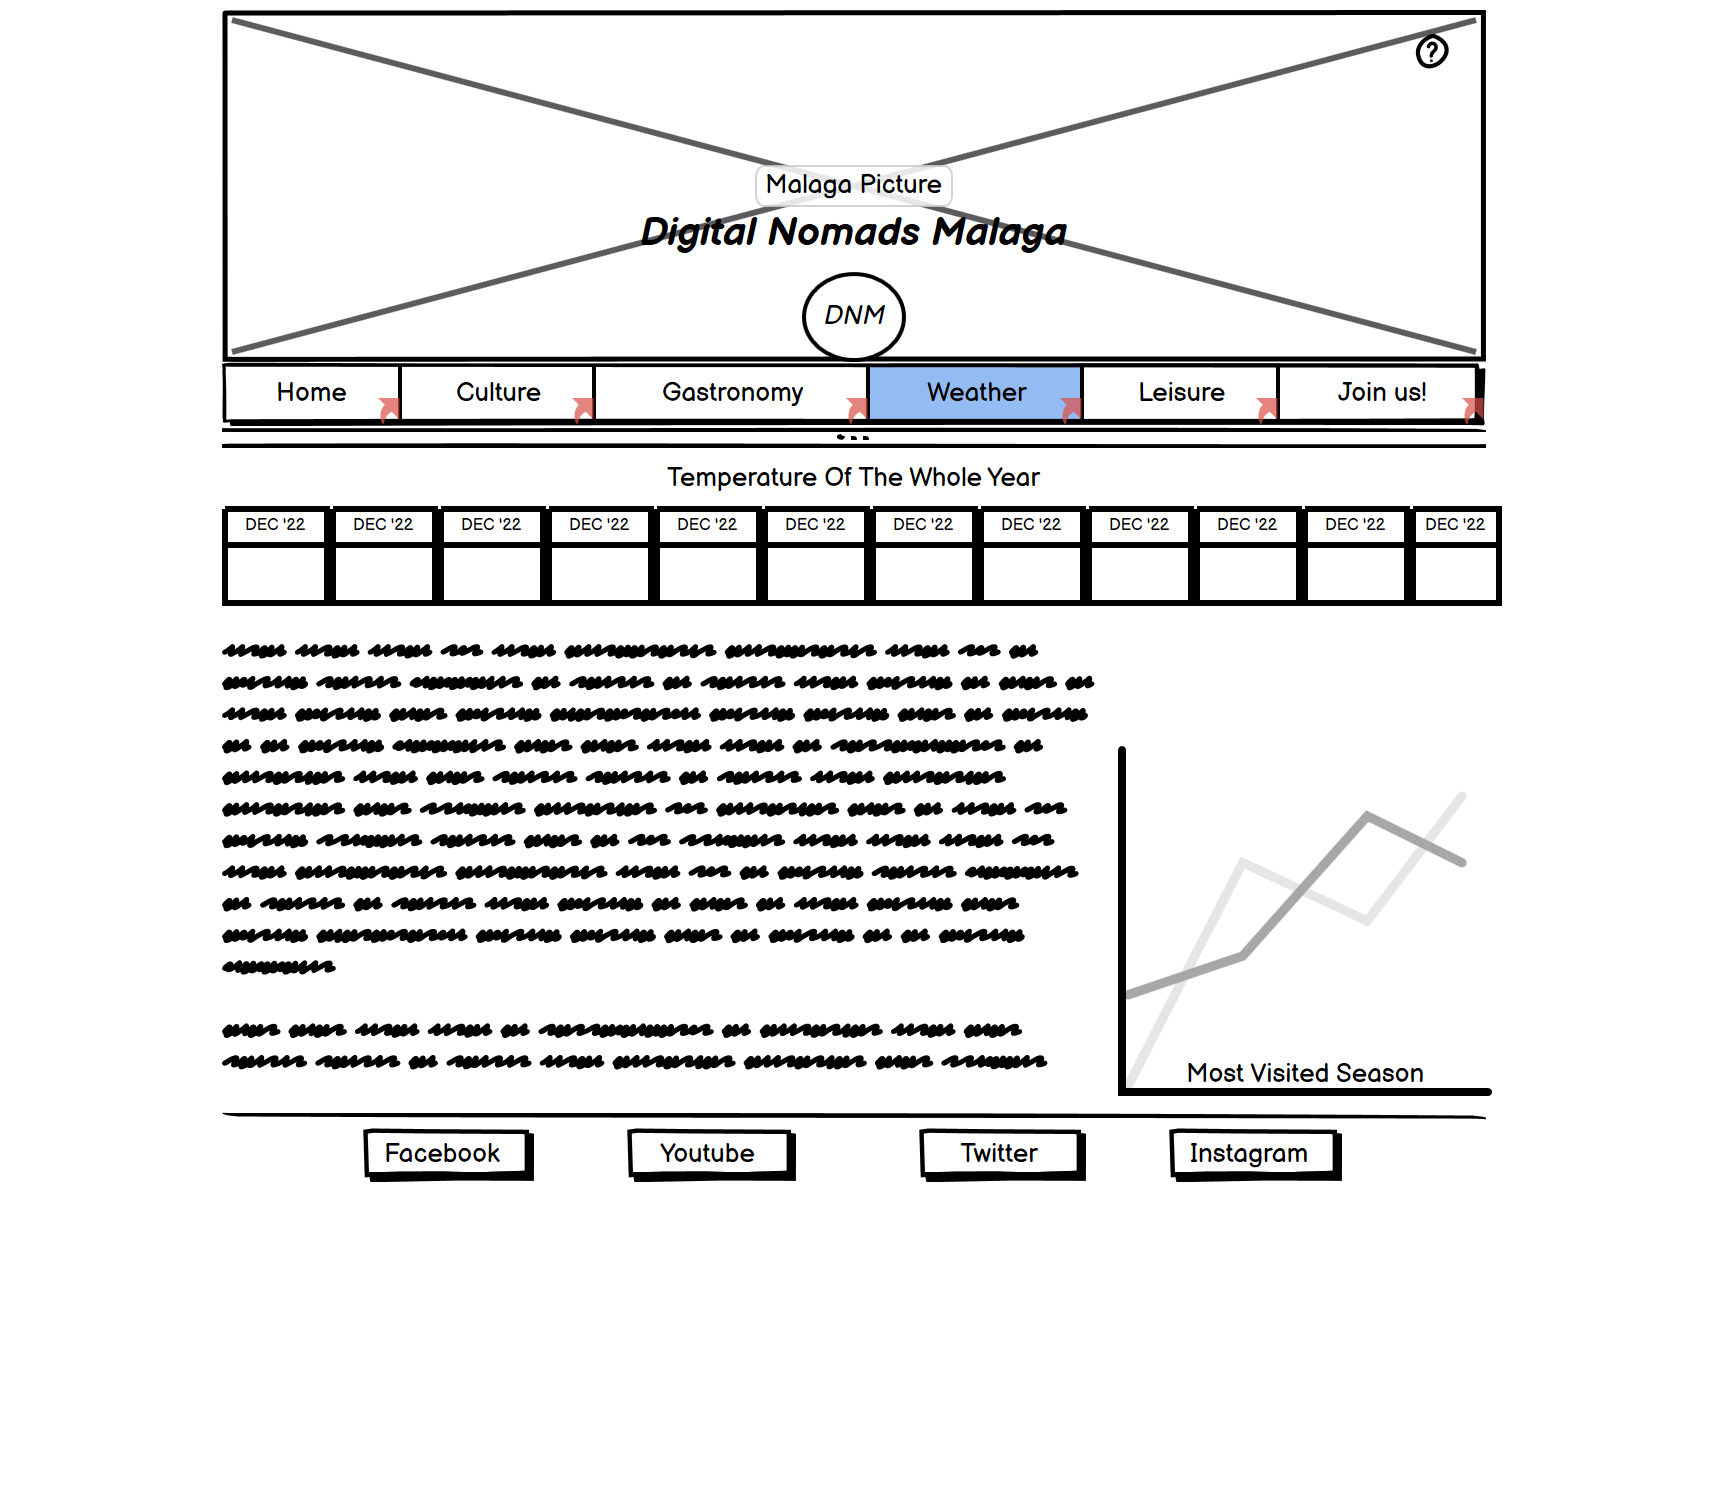 ?
Malaga Picture
Digital Nomads Malaga
DNM
Home Culture Gastronomy Weather Leisure Join us!
Temperature Of The Whole Year
DEC '22 DEC '22 DEC '22 DEC '22 DEC '22 DEC '22 DEC '22 DEC '22 DEC '22 DEC '22 DEC '22 DEC '22
Most Visited Season
Facebook Youtube Twitter Instagram